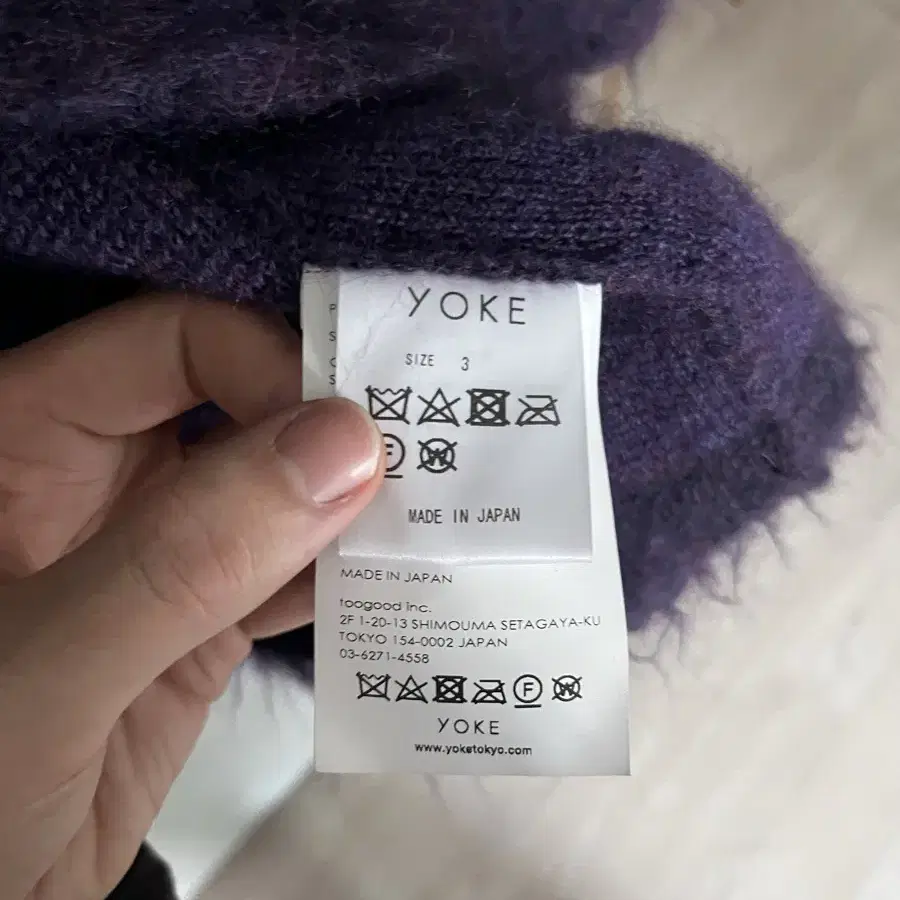 YOKE
SIZE 3
MADE IN JAPAN
MADE IN JAPAN
toogood inc.
2F 1-20-13 SHIMOUMA SETAGAYA-KU
TOKYO 154-0002 JAPAN
03-6271-4558
F W
YOKE
www.yoketokyo.com